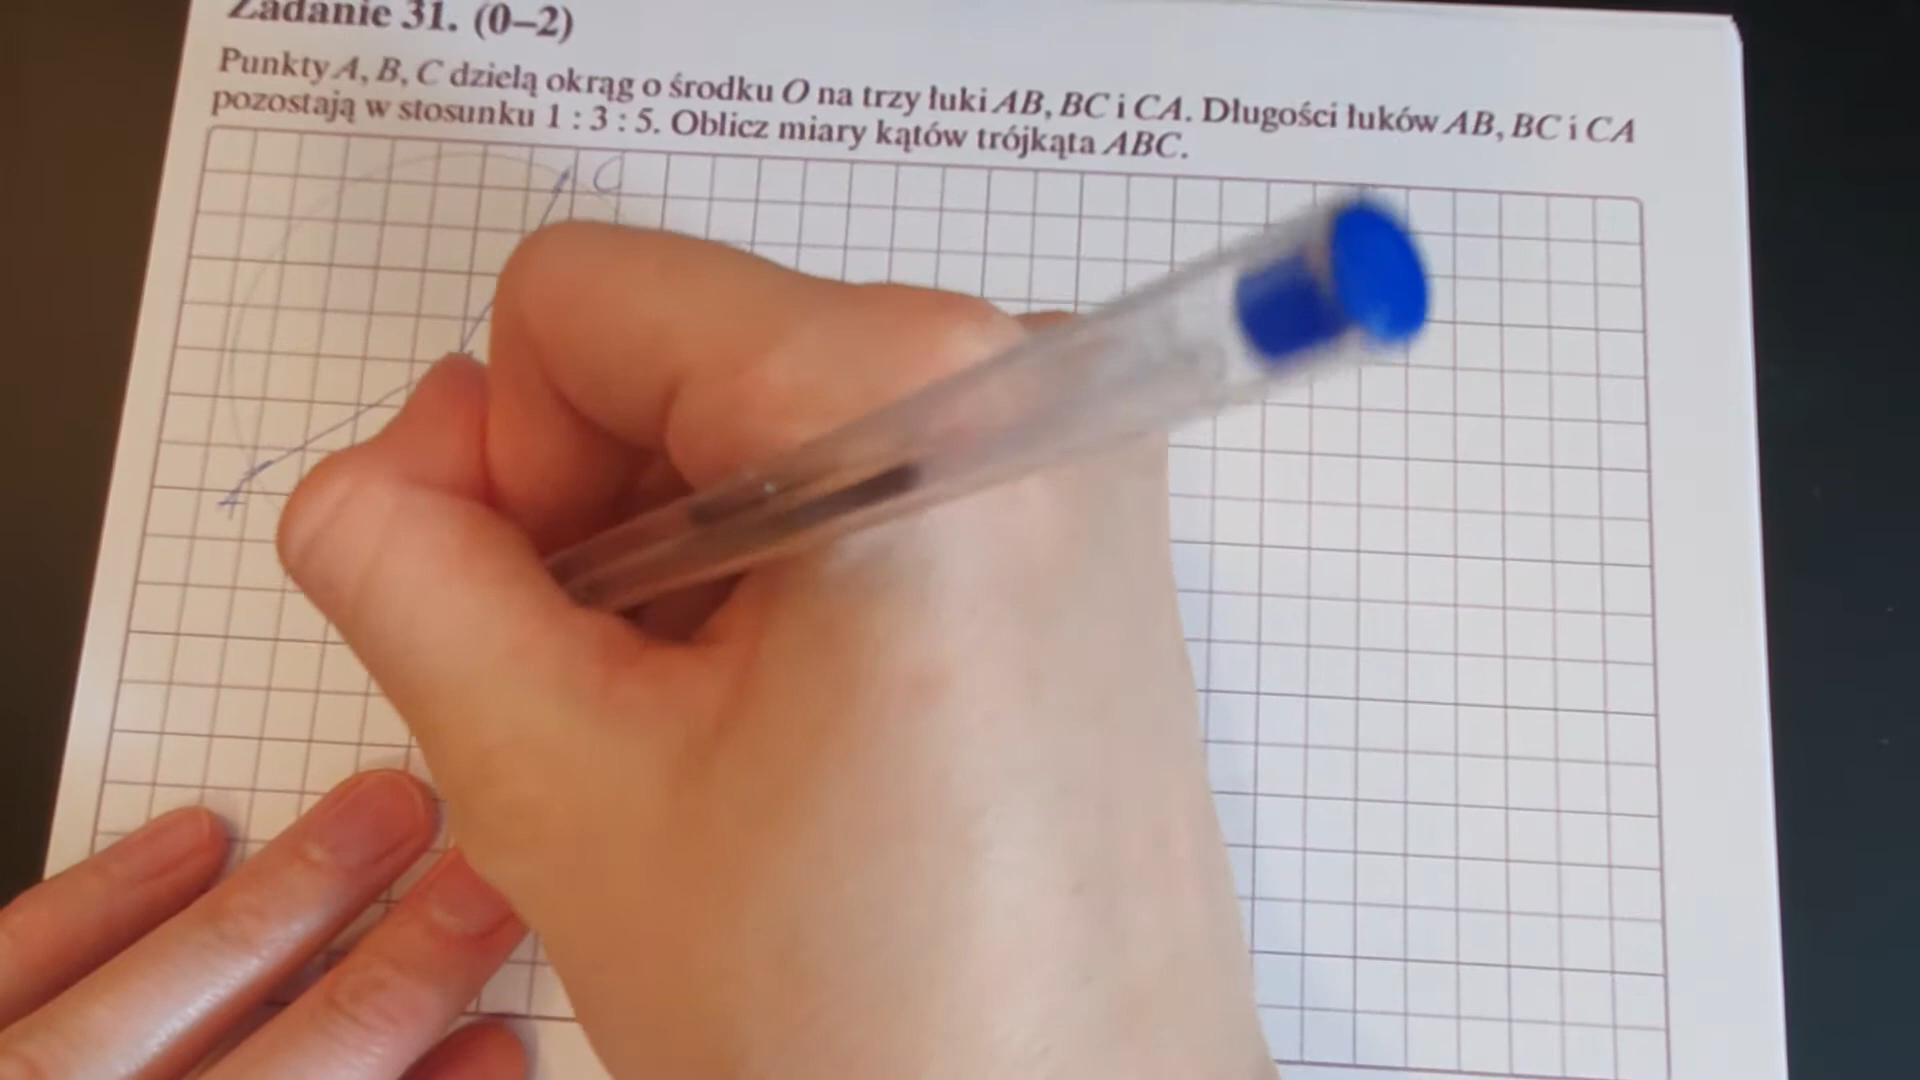 Zadanie 31. (0–2)
Punkty A, B, C dzielą okrąg o środku O na trzy łuki AB, BC i CA. Długości łuków AB, BC i CA
pozostają w stosunku 1 : 3 : 5. Oblicz miary kątów trójkąta ABC.
C